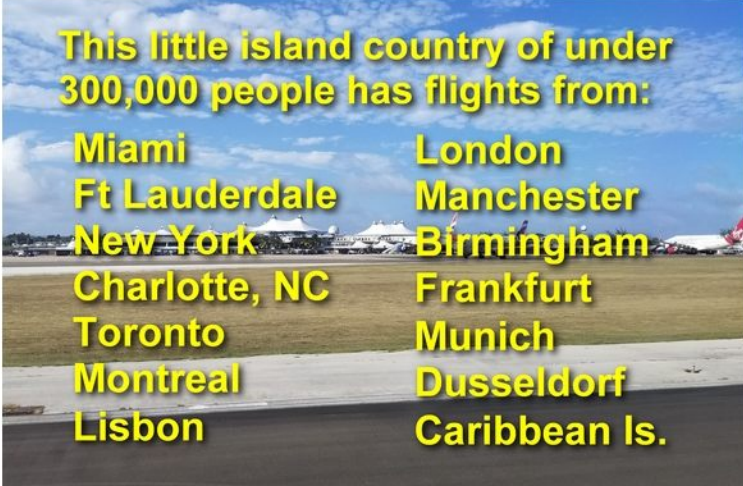 This little island country of under
300,000 people has flights from:
Miami
Ft Lauderdale
New York
Charlotte, NC
Toronto
Montreal
Lisbon
London
Manchester
Birmingham
Frankfurt
Munich
Dusseldorf
Caribbean Is.